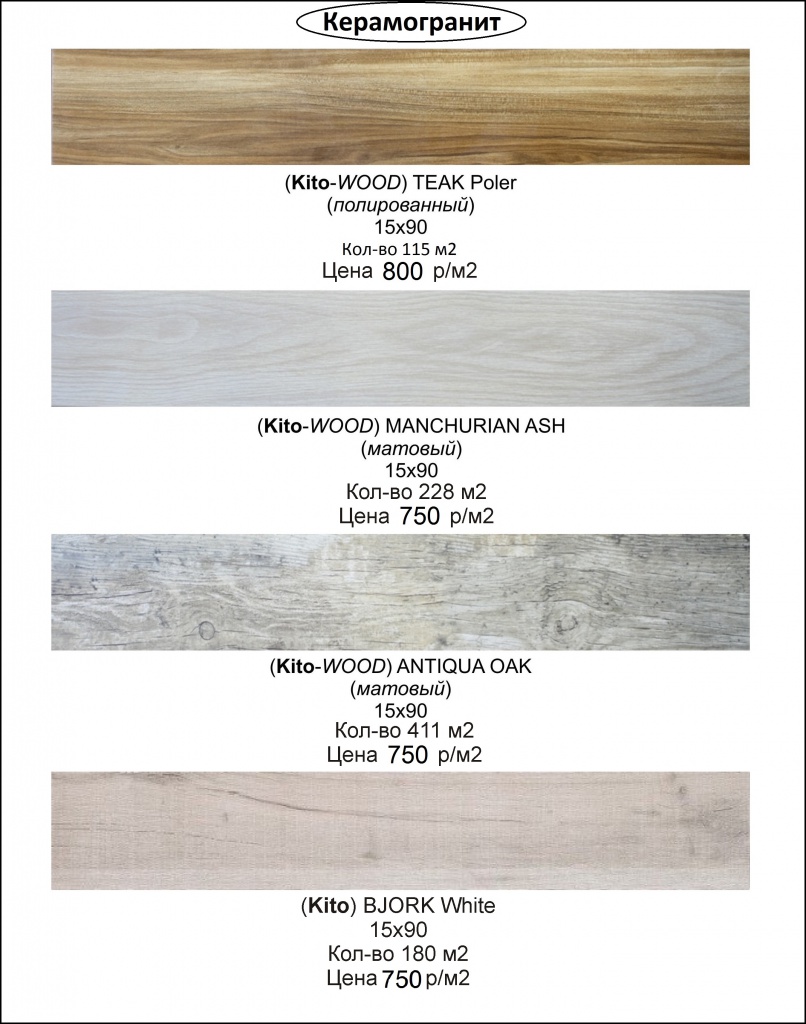 Керамогранит
(Kito-WOOD) TEAK Poler
(полированный)
15x90
Кол-во 115 м2
Цена 800 р/м2
(Kito-WOOD) MANCHURIAN ASH
(матовый)
15x90
Кол-во 228 м2
Цена 750 р/м2
(Kito-WOOD) ANTIQUA OAK
(матовый)
15x90
Кол-во 411 м2
Цена 750 р/м2
(Kito) BJORK White
15x90
Кол-во 180 м2
Цена 750 р/м2